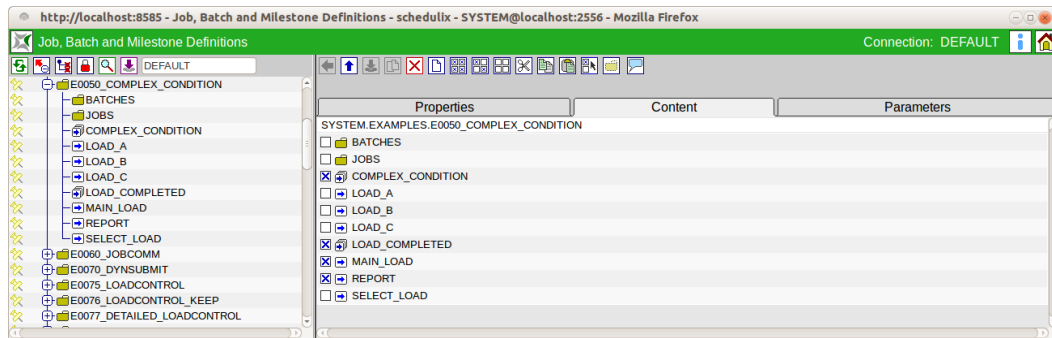 http://localhost:8585 - Job, Batch and Milestone Definitions - schedulix - SYSTEM@localhost:2556 - Mozilla Firefox
Job, Batch and Milestone Definitions
Connection: DEFAULT
DEFAULT
E0050_COMPLEX_CONDITION
BATCHES
JOBS
COMPLEX_CONDITION
LOAD_A
LOAD_B
LOAD_C
LOAD_COMPLETED
MAIN_LOAD
REPORT
SELECT_LOAD
E0060_JOBCOMM
E0070_DYNSUBMIT
E0075_LOADCONTROL
E0076_LOADCONTROL_KEEP
E0077_DETAILED_LOADCONTROL
Properties
Content
Parameters
SYSTEM.EXAMPLES.E0050_COMPLEX_CONDITION
BATCHES
JOBS
COMPLEX_CONDITION
LOAD_A
LOAD_B
LOAD_C
LOAD_COMPLETED
MAIN_LOAD
REPORT
SELECT_LOAD